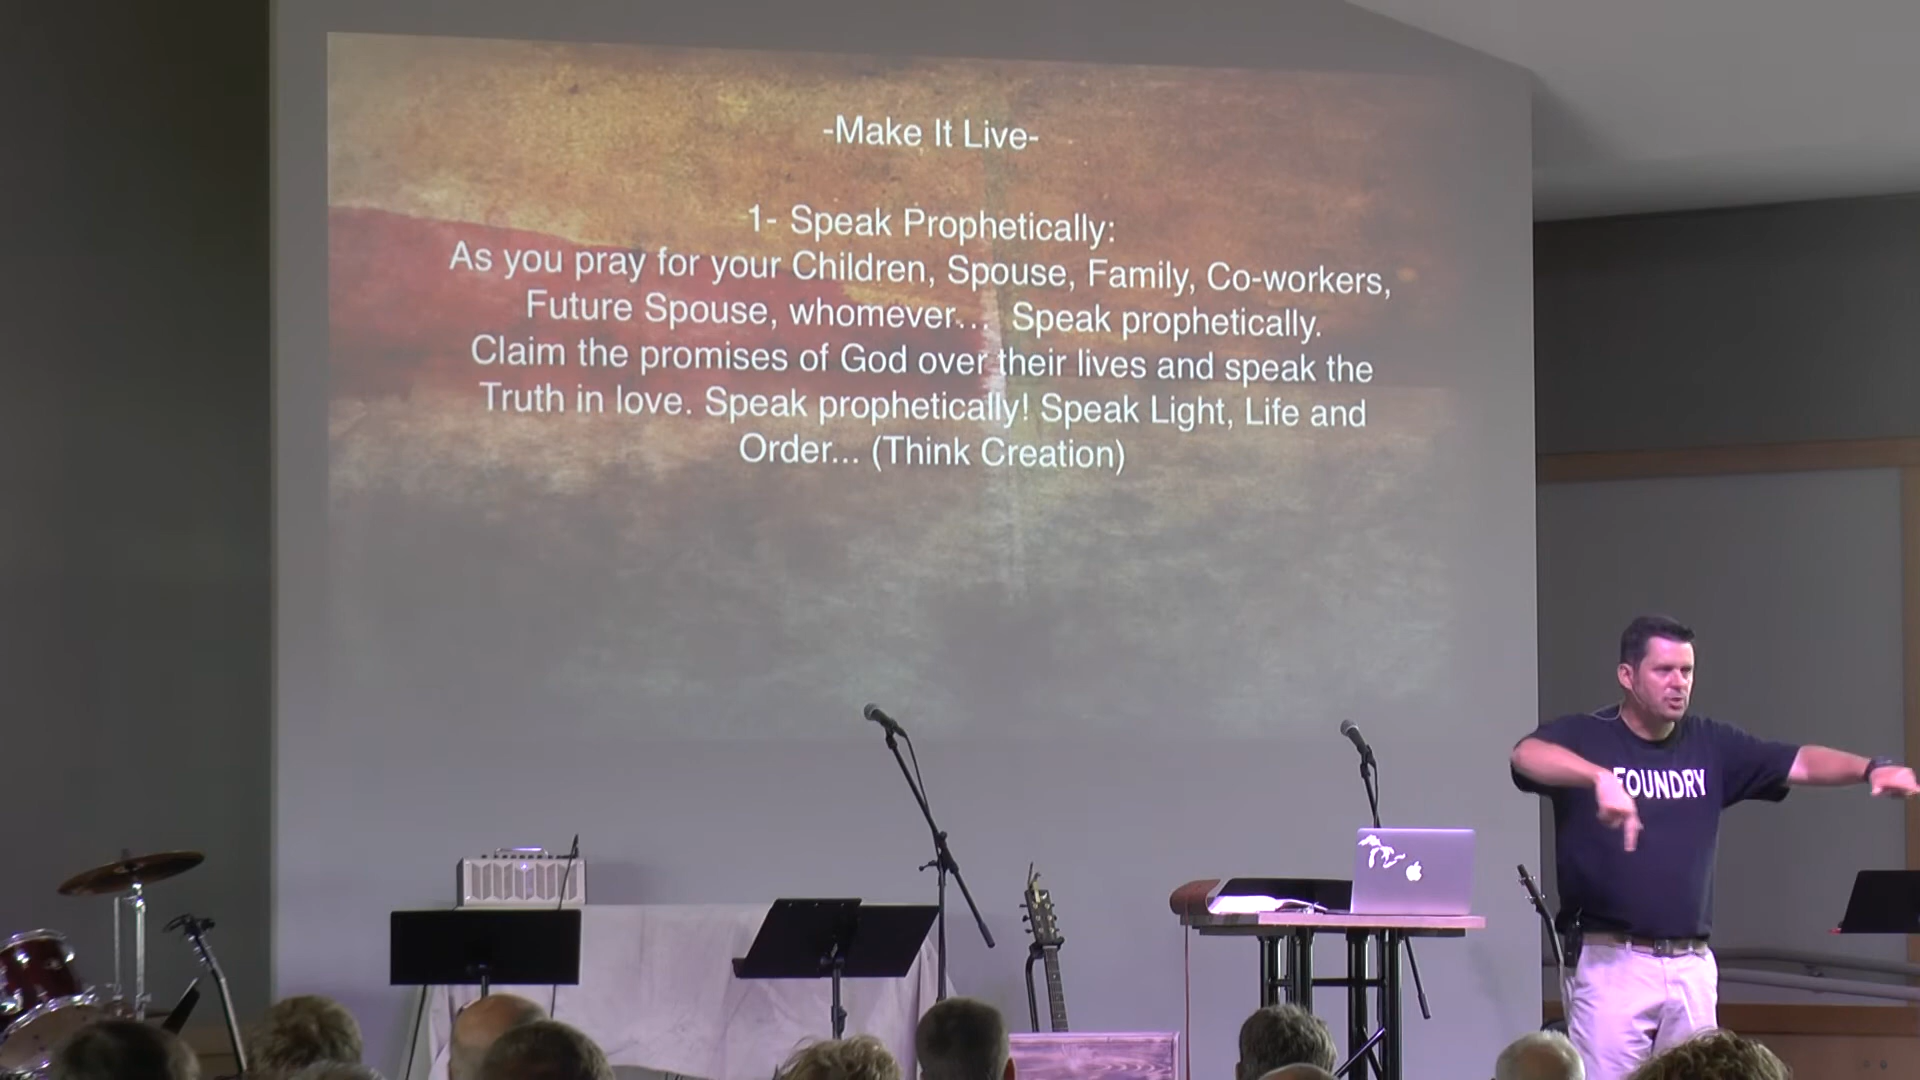 -Make It Live-
1- Speak Prophetically:
As you pray for your Children, Spouse, Family, Co-workers,
Future Spouse, whomever... Speak prophetically.
Claim the promises of God over their lives and speak the
Truth in love. Speak prophetically! Speak Light, Life and
Order... (Think Creation)
FOUNDRY